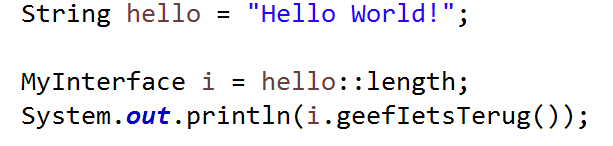 String hello = "Hello World!";
MyInterface i = hello::length;
System.out.println(i.geefIetsTerug());